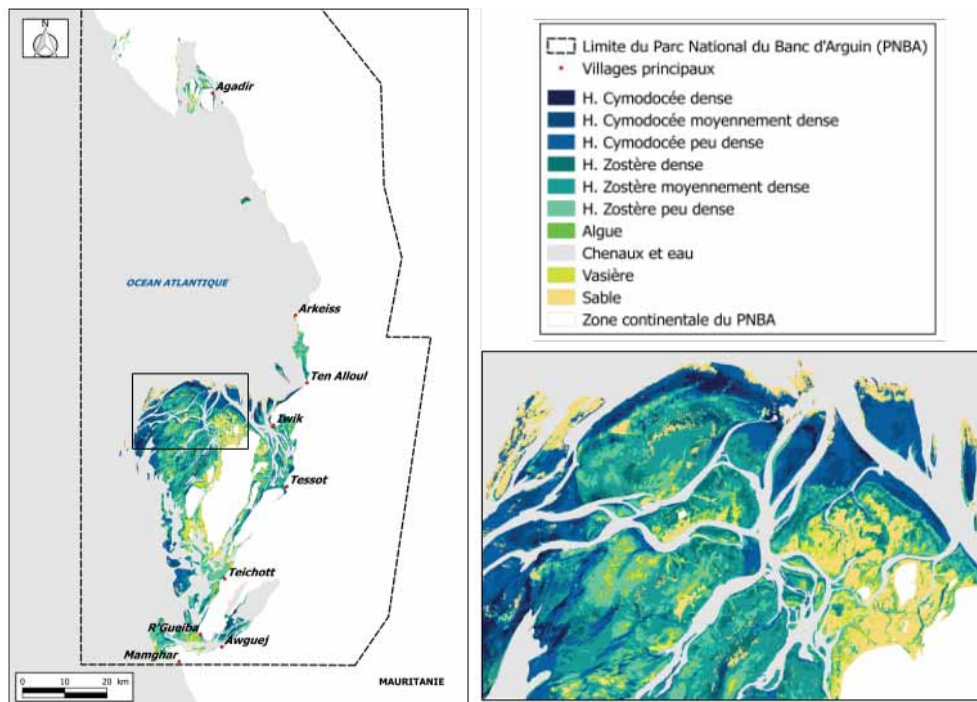 N
Agadir
OCEAN ATLANTIQUE
Arkeiss
Ten Alloul
Iwik
Tessot
Teichott
R'Gueiba
Awguej
Mamghar
0 10 20 km
MAURITANIE
Limite du Parc National du Banc d'Arguin (PNBA)
Villages principaux
H. Cymodocée dense
H. Cymodocée moyennement dense
H. Cymodocée peu dense
H. Zostère dense
H. Zostère moyennement dense
H. Zostère peu dense
Algue
Chenaux et eau
Vasière
Sable
Zone continentale du PNBA